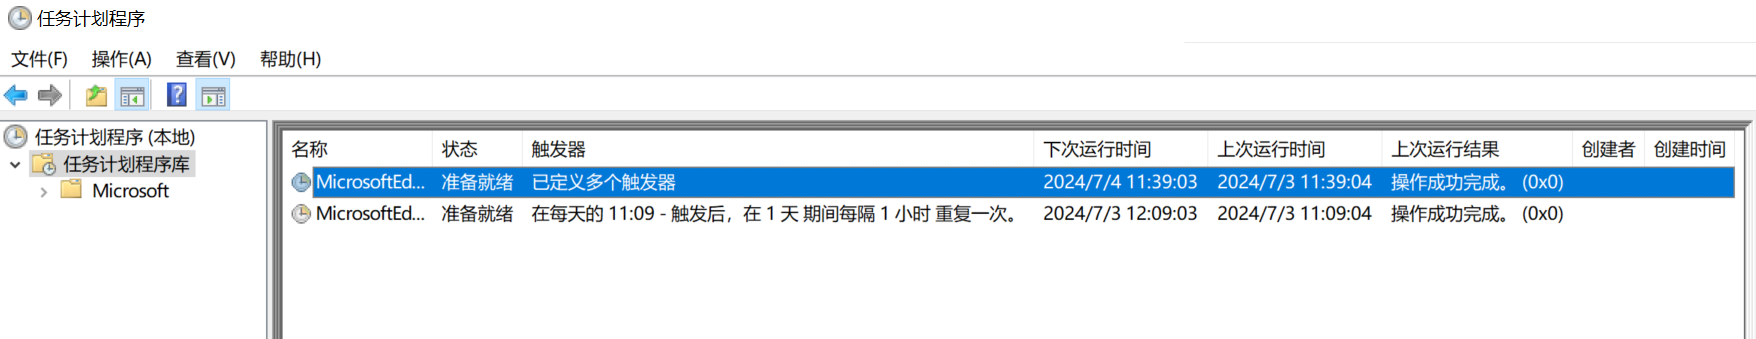 任务计划程序
文件(F) 操作(A) 查看(V) 帮助(H)
任务计划程序 (本地)
任务计划程序库
Microsoft
名称 状态 触发器 下次运行时间 上次运行时间 上次运行结果 创建者 创建时间
MicrosoftEd... 准备就绪 已定义多个触发器 2024/7/4 11:39:03 2024/7/3 11:39:04 操作成功完成。 (0x0)
MicrosoftEd... 准备就绪 在每天的 11:09 - 触发后，在 1 天 期间每隔 1 小时 重复一次。 2024/7/3 12:09:03 2024/7/3 11:09:04 操作成功完成。 (0x0)